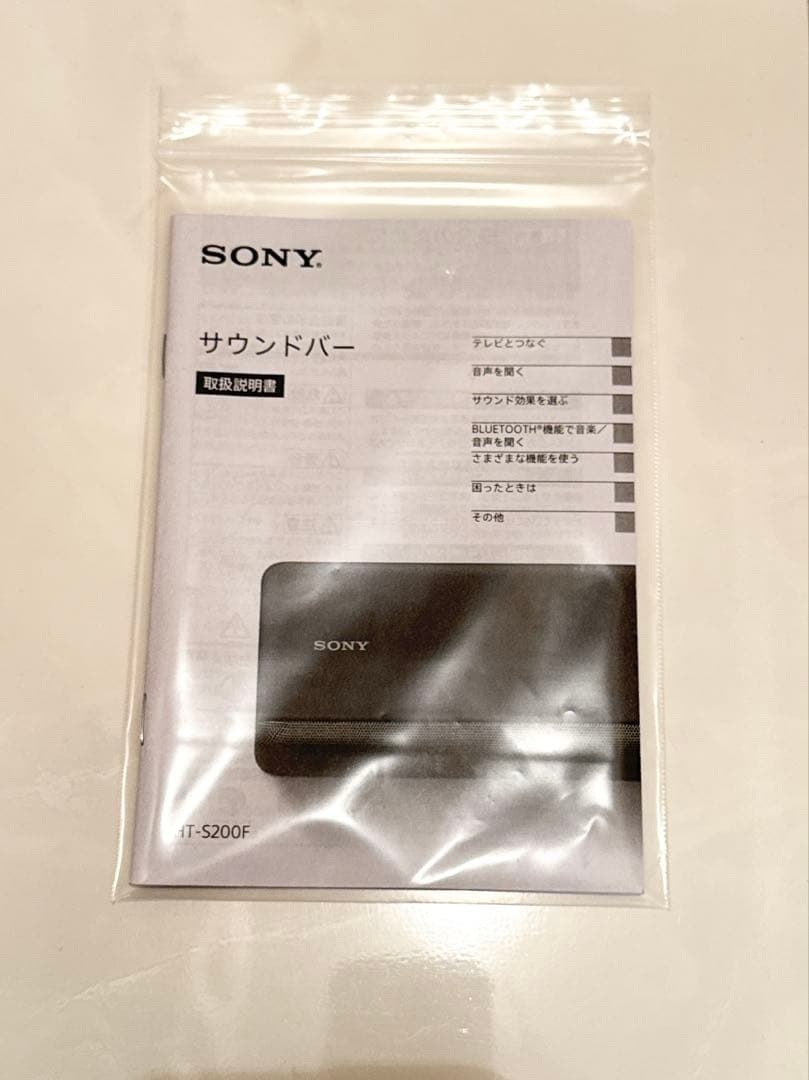 SONY®
サウンドバー
取扱説明書
テレビとつなぐ
音声を聞く
サウンド効果を選ぶ
BLUETOOTH®機能で音楽／
音声を聞く
さまざまな機能を使う
困ったときは
その他
SONY
HT-S200F